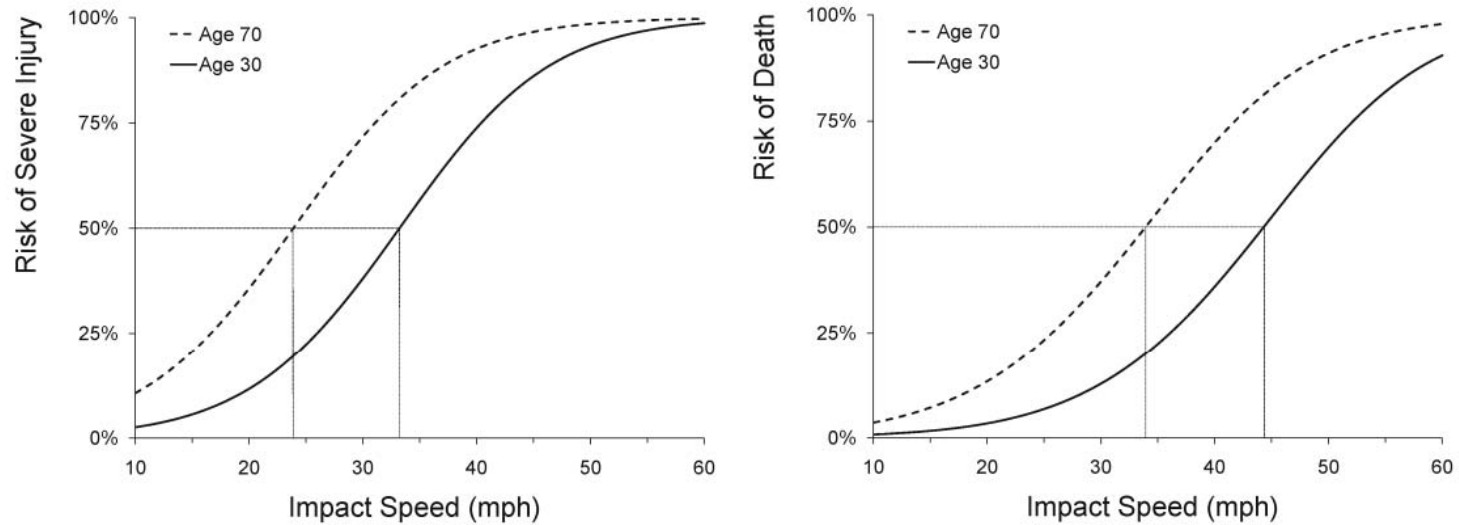 Risk of Severe Injury
100%
75%
50%
25%
0%
Age 70
Age 30
10 20 30 40 50 60
Impact Speed (mph)
Risk of Death
100%
75%
50%
25%
0%
Age 70
Age 30
10 20 30 40 50 60
Impact Speed (mph)